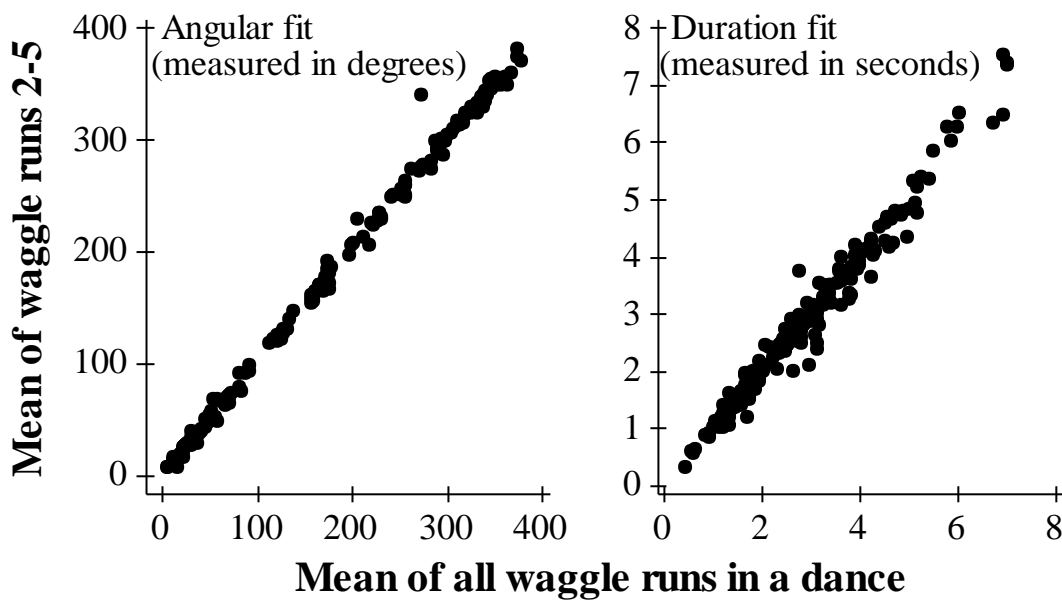 Mean of waggle runs 2-5
400
300
200
100
0
0 100 200 300 400
Angular fit
(measured in degrees)
8
7
6
5
4
3
2
1
0
0 2 4 6 8
Duration fit
(measured in seconds)
Mean of all waggle runs in a dance